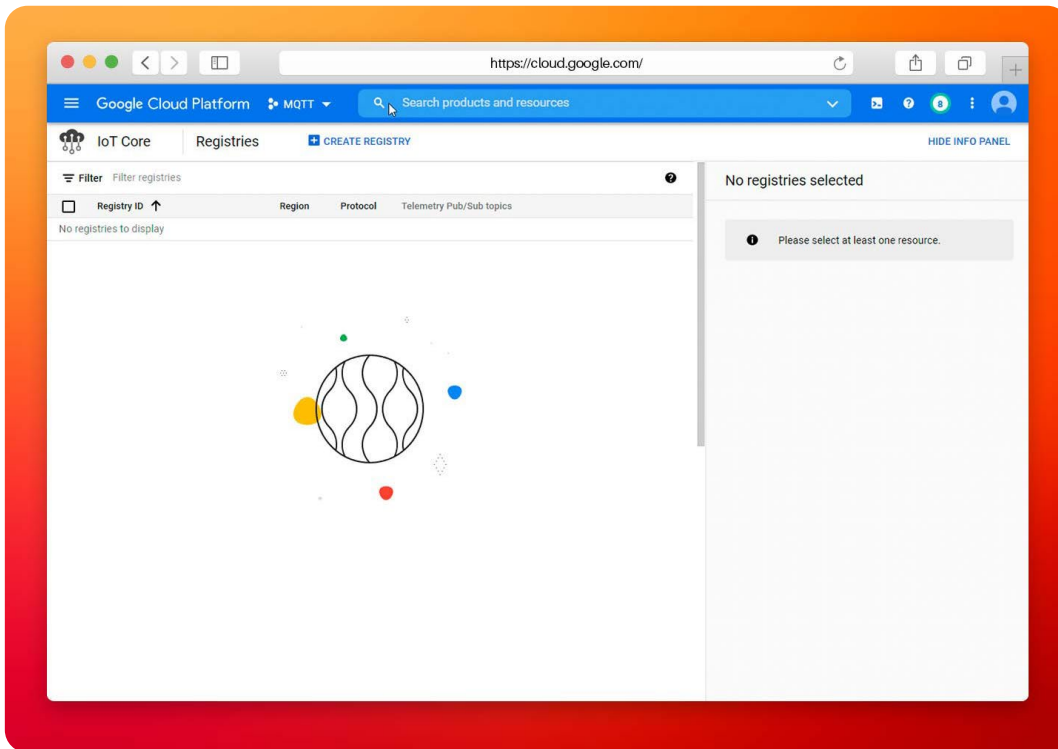 https://cloud.google.com/
Google Cloud Platform MQTT Search products and resources 8
IoT Core Registries CREATE REGISTRY HIDE INFO PANEL
Filter Filter registries
No registries selected
Registry ID Region Protocol Telemetry Pub/Sub topics
No registries to display
Please select at least one resource.